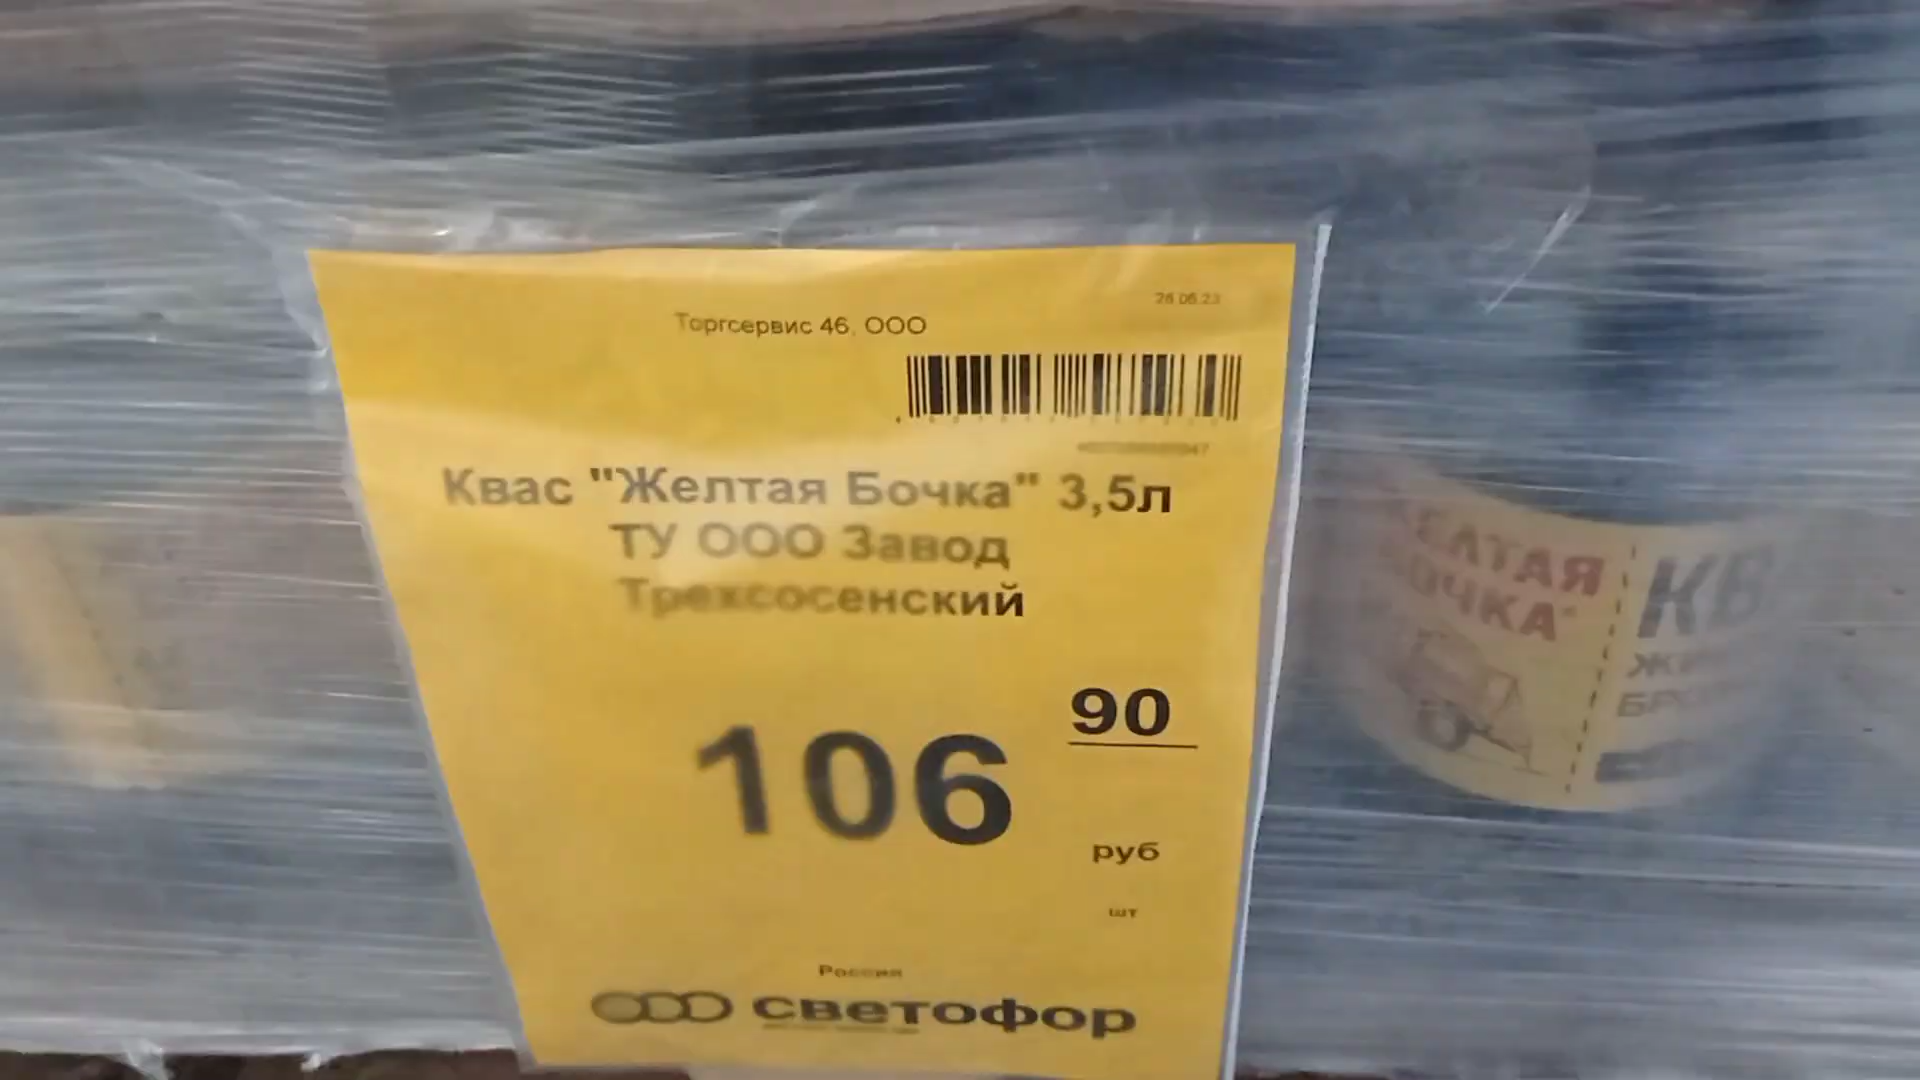 26.06.23
Торгсервис 46, ООО
Квас "Желтая Бочка" 3,5л
ТУ ООО Завод
Трехсосенский
106
90
руб
шт
Россия
светофор
ЖЕЛТАЯ
БОЧКА
КВ